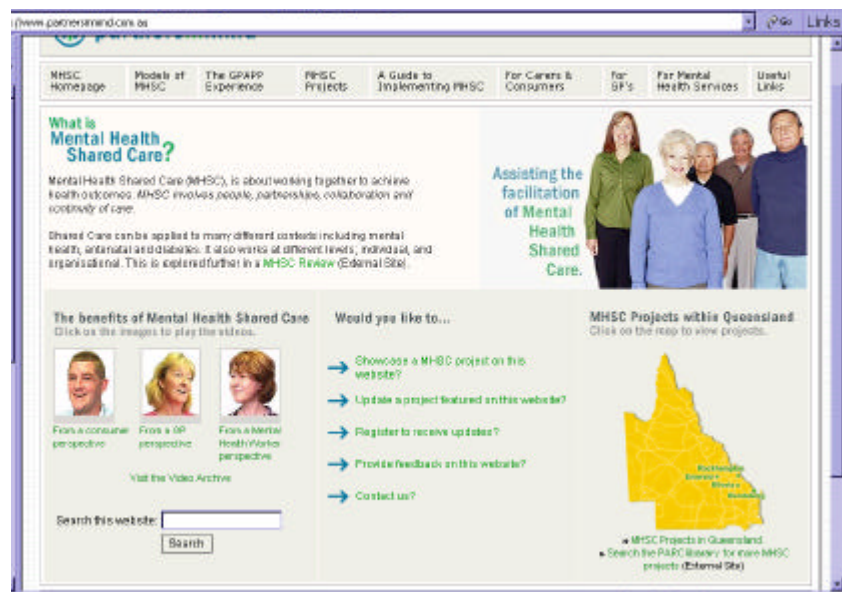 //www.partnersinmind.com.au
Go Links
partnersinmind
MHSC Homepage
Models of MHSC
The GPAPP Experience
MHSC Projects
A Guide to Implementing MHSC
For Carers & Consumers
For GP's
For Mental Health Services
Useful Links
What is
Mental Health
Shared Care?
Mental Health Shared Care (MHSC), is about working together to achieve
health outcomes. MHSC involves people, partnerships, collaboration and
continuity of care.
Shared Care can be applied to many different contexts including mental
health, antenatal and diabetes. It also works at different levels; individual, and
organisational. This is explored further in a MHSC Review (External Site).
Assisting the
facilitation
of Mental
Health
Shared
Care.
The benefits of Mental Health Shared Care
Click on the images to play the videos.
From a consumer
perspective
From a GP
perspective
From a Mental
Health Worker
perspective
Visit the Video Archive
Search this website:
Search
Would you like to...
Showcase a MHSC project on this
website?
Update a project featured on this website?
Register to receive updates?
Provide feedback on this website?
Contact us?
MHSC Projects within Queensland
Click on the map to view projects.
Rockhampton
Emerald
Biloela
Bundaberg
MHSC Projects in Queensland
Search the PARC library for more MHSC
projects (External Site)